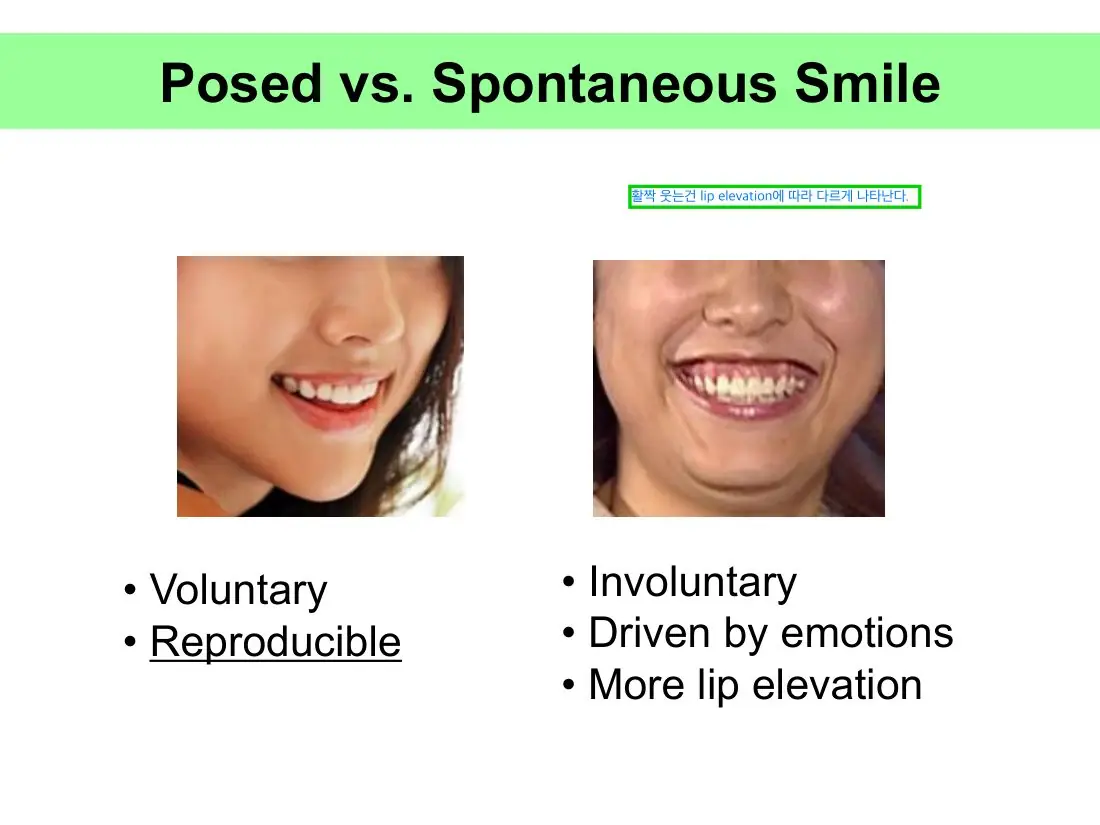 Posed vs. Spontaneous Smile
활짝 웃는건 lip elevation에 따라 다르게 나타난다.
• Voluntary
• Reproducible
• Involuntary
• Driven by emotions
• More lip elevation